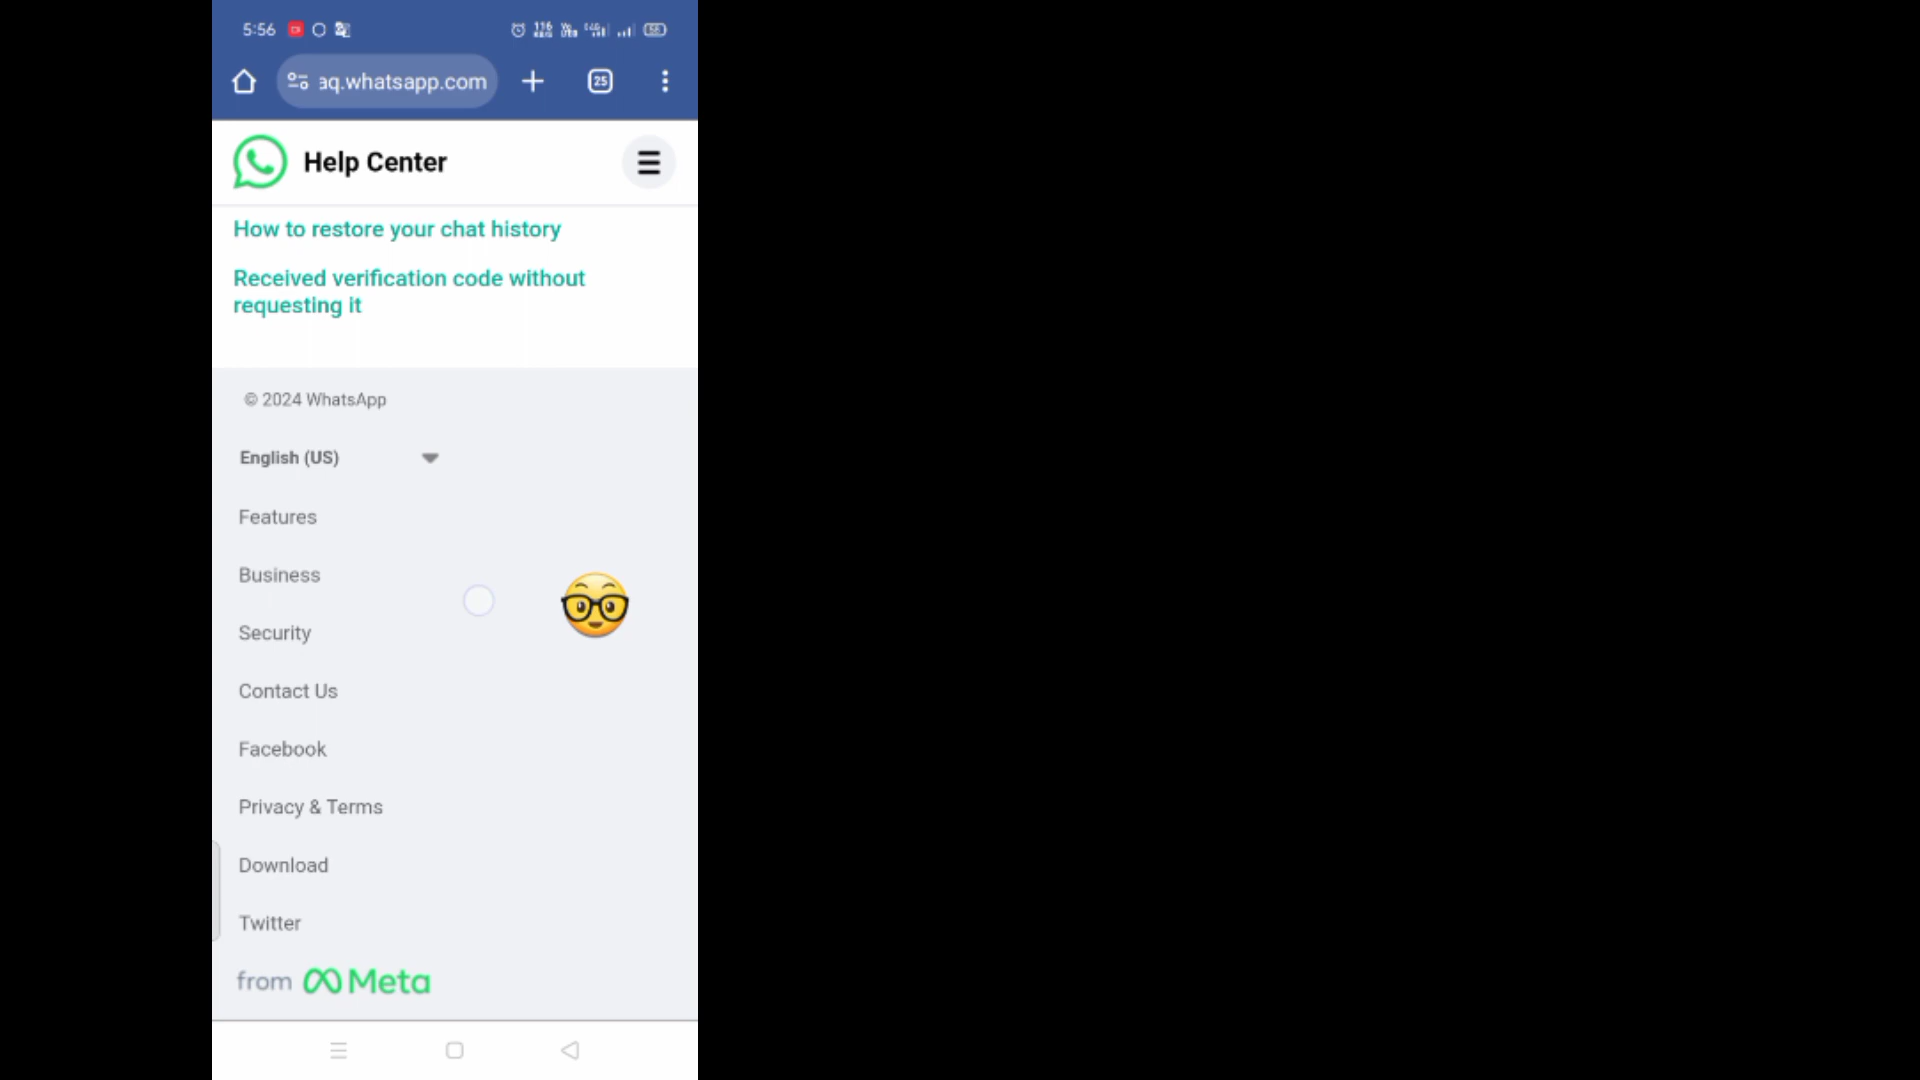 5:56
aq.whatsapp.com
25
Help Center
How to restore your chat history
Received verification code without
requesting it
© 2024 WhatsApp
English (US)
Features
Business
Security
Contact Us
Facebook
Privacy & Terms
Download
Twitter
from Meta